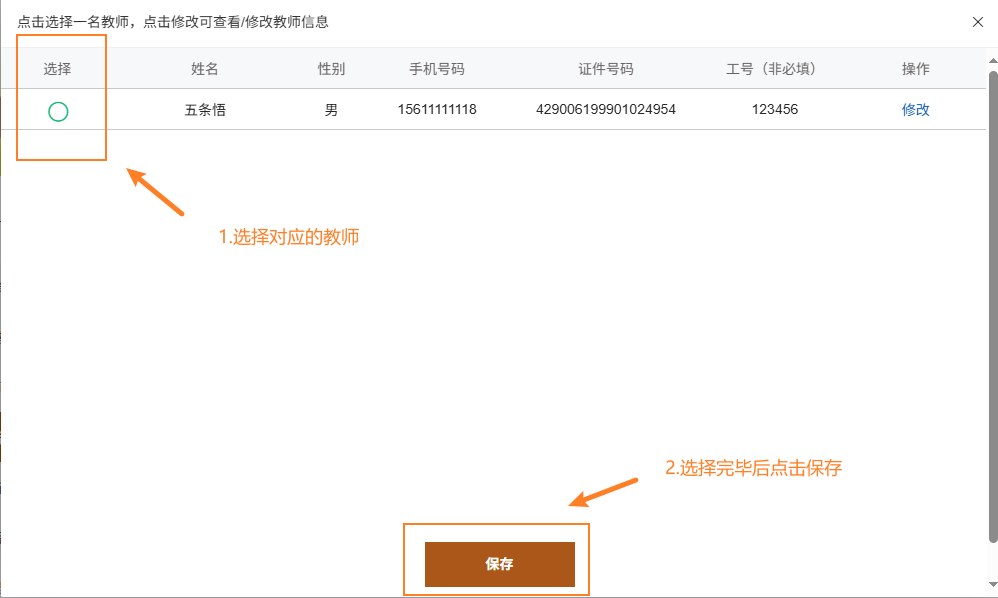 点击选择一名教师，点击修改可查看/修改教师信息
选择 姓名 性别 手机号码 证件号码 工号（非必填） 操作
五条悟 男 15611111118 429006199901024954 123456 修改
1.选择对应的教师
2.选择完毕后点击保存
保存